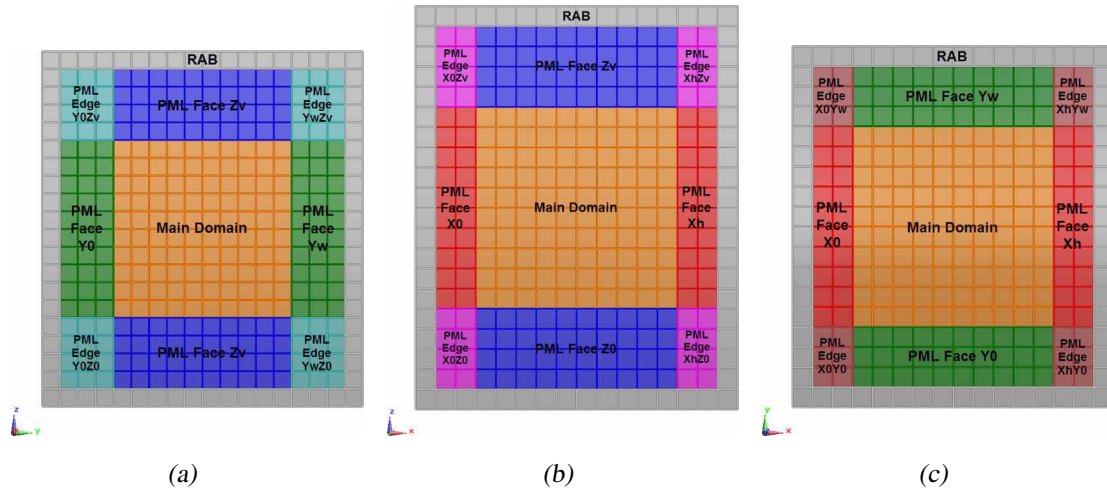 RAB
PML
Edge
Y0Zv
PML Face Zv
PML
Edge
YwZv
PML
Face
Y0
Main Domain
PML
Face
Yw
PML
Edge
Y0Z0
PML Face Zv
PML
Edge
YwZ0
z
y
(a)
RAB
PML
Edge
X0Zv
PML Face Zv
PML
Edge
XhZv
PML
Face
X0
Main Domain
PML
Face
Xh
PML
Edge
X0Z0
PML Face Z0
PML
Edge
XhZ0
z
x
(b)
RAB
PML
Edge
X0Yw
PML Face Yw
PML
Edge
XhYw
PML
Face
X0
Main Domain
PML
Face
Xh
PML
Edge
X0Y0
PML Face Y0
PML
Edge
XhY0
y
x
(c)